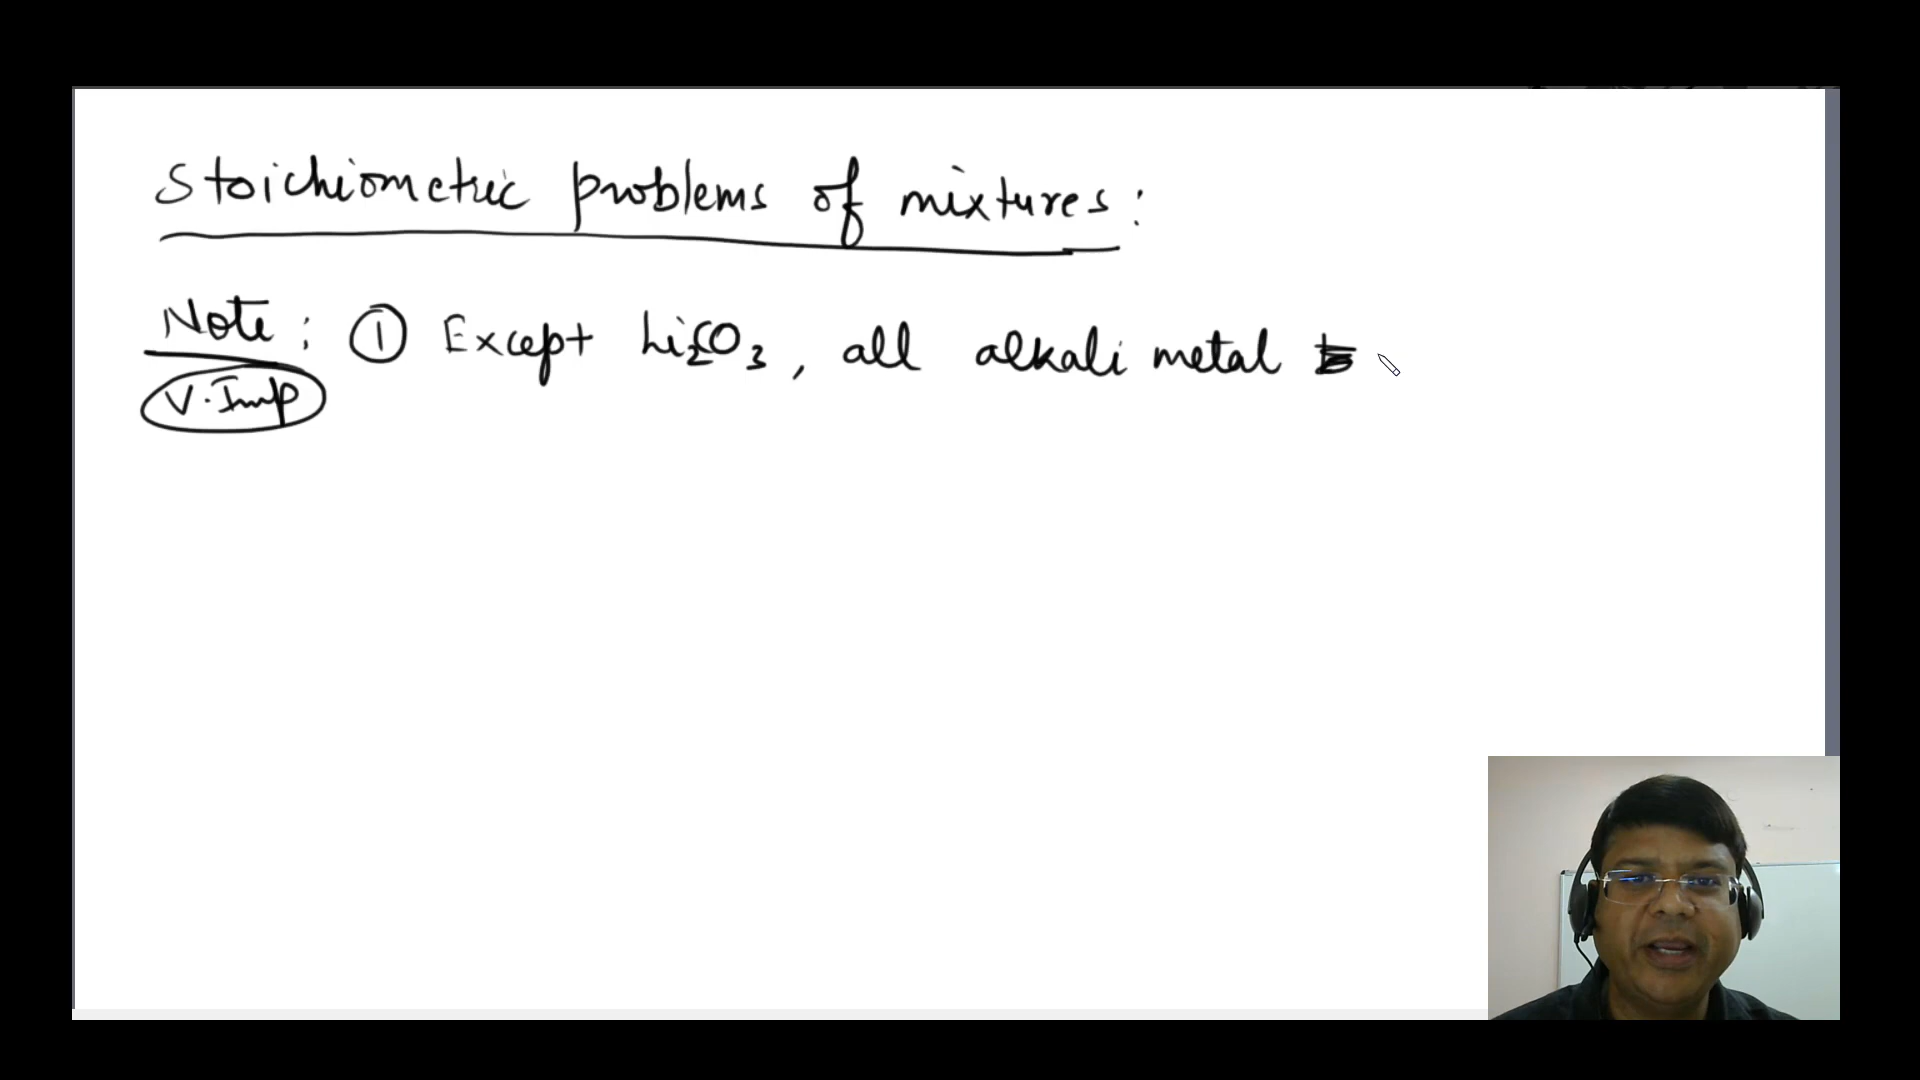 Stoichiometric problems of mixtures :
Note : ① Except Li₂CO₃, all alkali metal
V. Imp